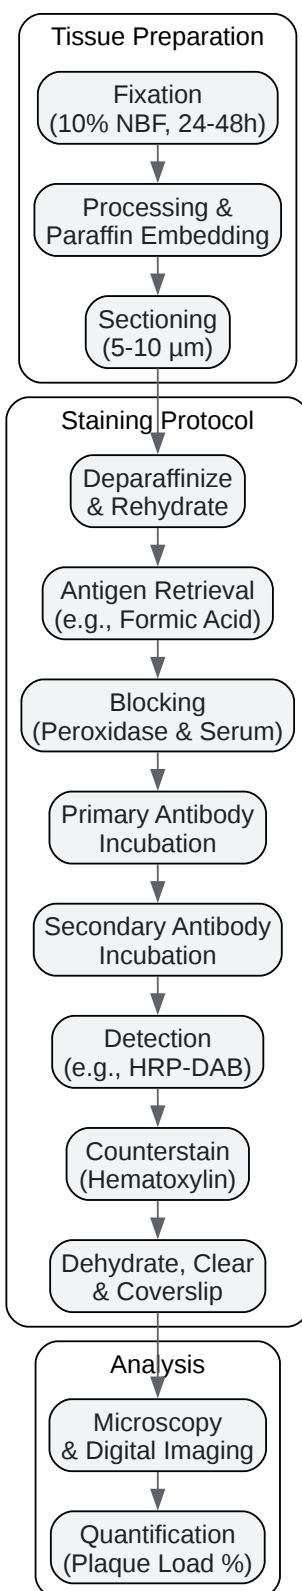 Tissue Preparation
Fixation
(10% NBF, 24-48h)
Processing &
Paraffin Embedding
Sectioning
(5-10 µm)
Staining Protocol
Deparaffinize
& Rehydrate
Antigen Retrieval
(e.g., Formic Acid)
Blocking
(Peroxidase & Serum)
Primary Antibody
Incubation
Secondary Antibody
Incubation
Detection
(e.g., HRP-DAB)
Counterstain
(Hematoxylin)
Dehydrate, Clear
& Coverslip
Analysis
Microscopy
& Digital Imaging
Quantification
(Plaque Load %)